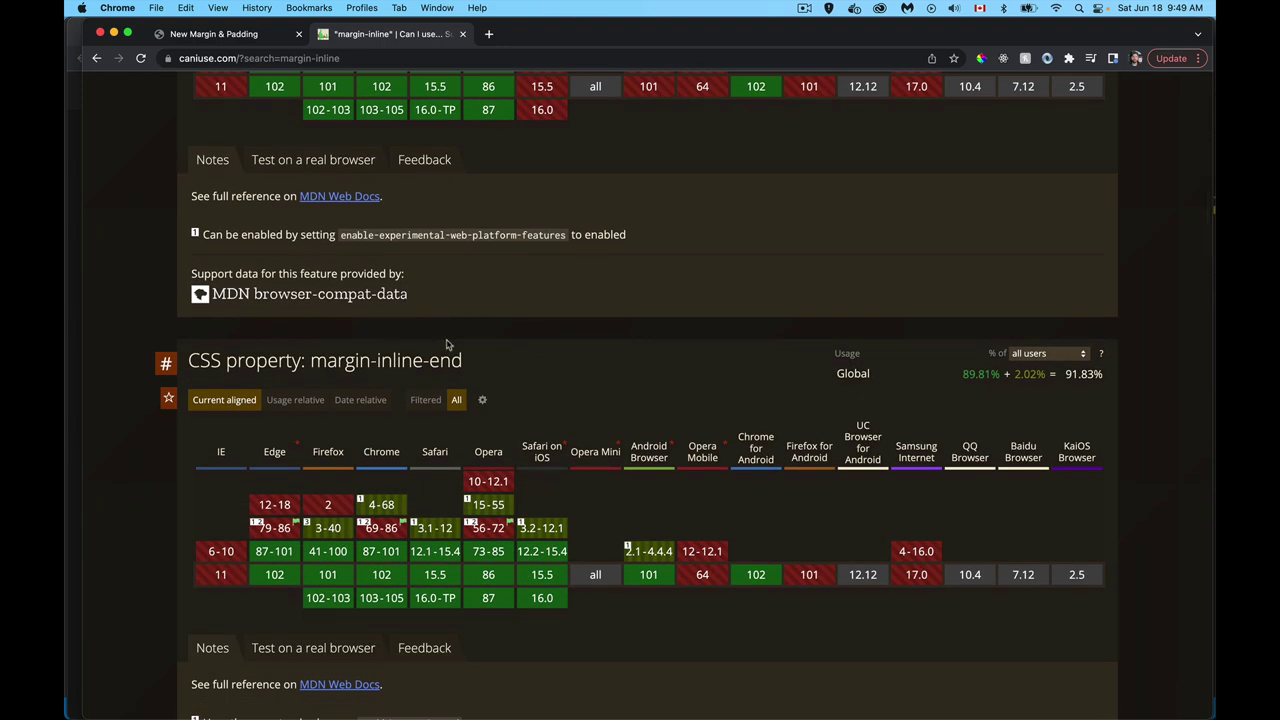 Chrome File Edit View History Bookmarks Profiles Tab Window Help Sat Jun 18 9:49 AM
New Margin & Padding "margin-inline" | Can I use... Su
caniuse.com/?search=margin-inline Update
11 102 101 102 15.5 86 15.5 all 101 64 102 101 12.12 17.0 10.4 7.12 2.5
102-103 103-105 16.0-TP 87 16.0
Notes Test on a real browser Feedback
See full reference on MDN Web Docs.
1 Can be enabled by setting enable-experimental-web-platform-features to enabled
Support data for this feature provided by:
MDN browser-compat-data
# CSS property: margin-inline-end Usage % of all users ?
Global 89.81% + 2.02% = 91.83%
Current aligned Usage relative Date relative Filtered All
IE Edge Firefox Chrome Safari Opera Safari on iOS Opera Mini Android Browser Opera Mobile Chrome for Android Firefox for Android UC Browser for Android Samsung Internet QQ Browser Baidu Browser KaiOS Browser
10-12.1
12-18 2 1 4-68 1 15-55
1 2 79-86 3 3-40 1 2 69-86 1 3.1-12 1 2 56-72 1 3.2-12.1
6-10 87-101 41-100 87-101 12.1-15.4 73-85 12.2-15.4 1 2.1-4.4.4 12-12.1 4-16.0
11 102 101 102 15.5 86 15.5 all 101 64 102 101 12.12 17.0 10.4 7.12 2.5
102-103 103-105 16.0-TP 87 16.0
Notes Test on a real browser Feedback
See full reference on MDN Web Docs.